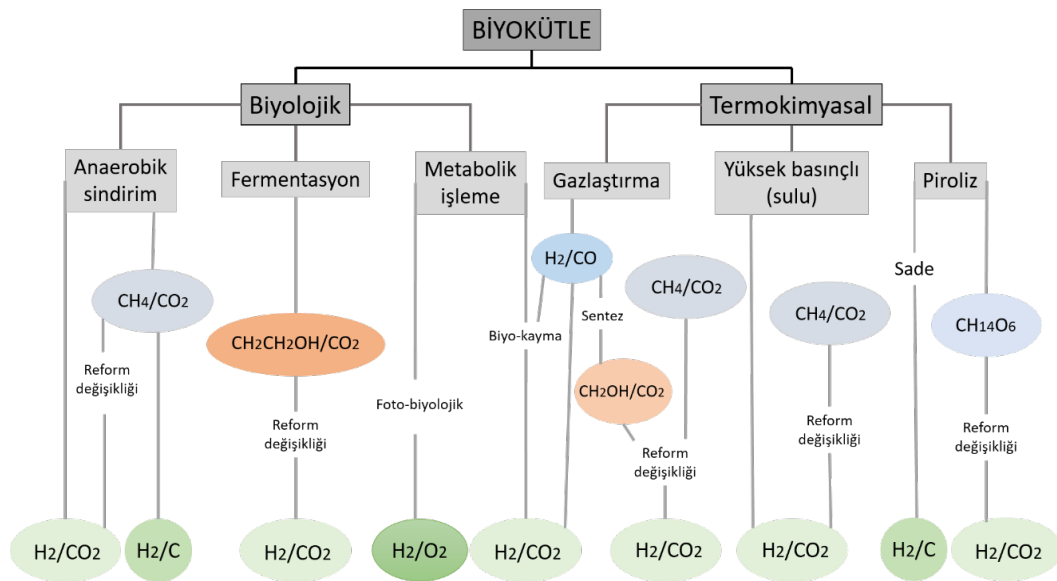 BİYOKÜTLE
Biyolojik
Termokimyasal
Anaerobik
sindirim
Fermentasyon
Metabolik
işleme
Gazlaştırma
Yüksek basınçlı
(sulu)
Piroliz
H2/CO
Sade
CH4/CO2
CH4/CO2
CH4/CO2
CH14O6
Sentez
Biyo-kayma
CH2CH2OH/CO2
Reform
değişikliği
CH2OH/CO2
Foto-biyolojik
Reform
değişikliği
Reform
değişikliği
Reform
değişikliği
Reform
değişikliği
H2/CO2
H2/C
H2/CO2
H2/O2
H2/CO2
H2/CO2
H2/CO2
H2/C
H2/CO2